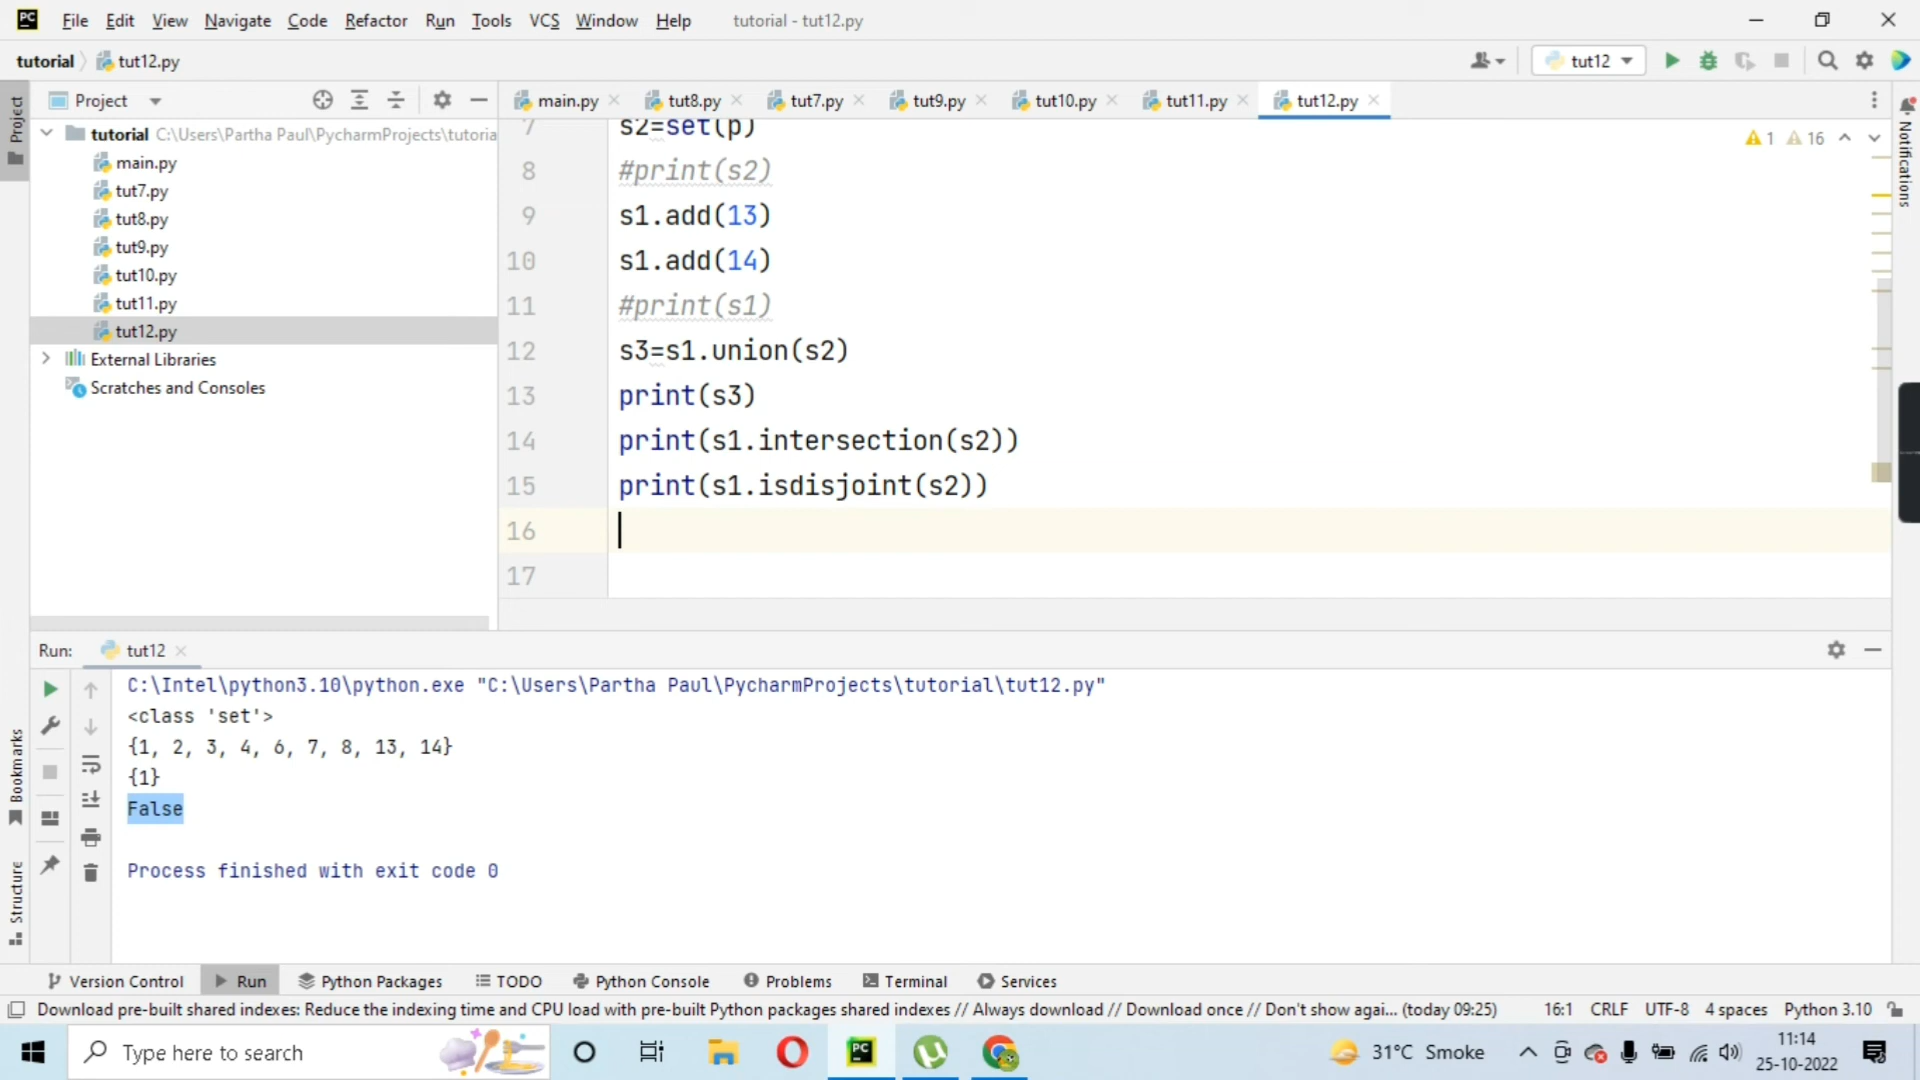 PC File Edit View Navigate Code Refactor Run Tools VCS Window Help tutorial - tut12.py
tutorial tut12.py tut12
Project
Project
main.py tut8.py tut7.py tut9.py tut10.py tut11.py tut12.py
tutorial C:\Users\Partha Paul\PycharmProjects\tutoria
main.py
tut7.py
tut8.py
tut9.py
tut10.py
tut11.py
tut12.py
External Libraries
Scratches and Consoles
7 s2=set(p)
8 #print(s2)
9 s1.add(13)
10 s1.add(14)
11 #print(s1)
12 s3=s1.union(s2)
13 print(s3)
14 print(s1.intersection(s2))
15 print(s1.isdisjoint(s2))
16
17
1 16
Notifications
Run: tut12
C:\Intel\python3.10\python.exe "C:\Users\Partha Paul\PycharmProjects\tutorial\tut12.py"
<class 'set'>
{1, 2, 3, 4, 6, 7, 8, 13, 14}
{1}
False
Process finished with exit code 0
Bookmarks
Structure
Version Control Run Python Packages TODO Python Console Problems Terminal Services
Download pre-built shared indexes: Reduce the indexing time and CPU load with pre-built Python packages shared indexes // Always download // Download once // Don't show agai... (today 09:25) 16:1 CRLF UTF-8 4 spaces Python 3.10
Type here to search PC 31°C Smoke 11:14
25-10-2022